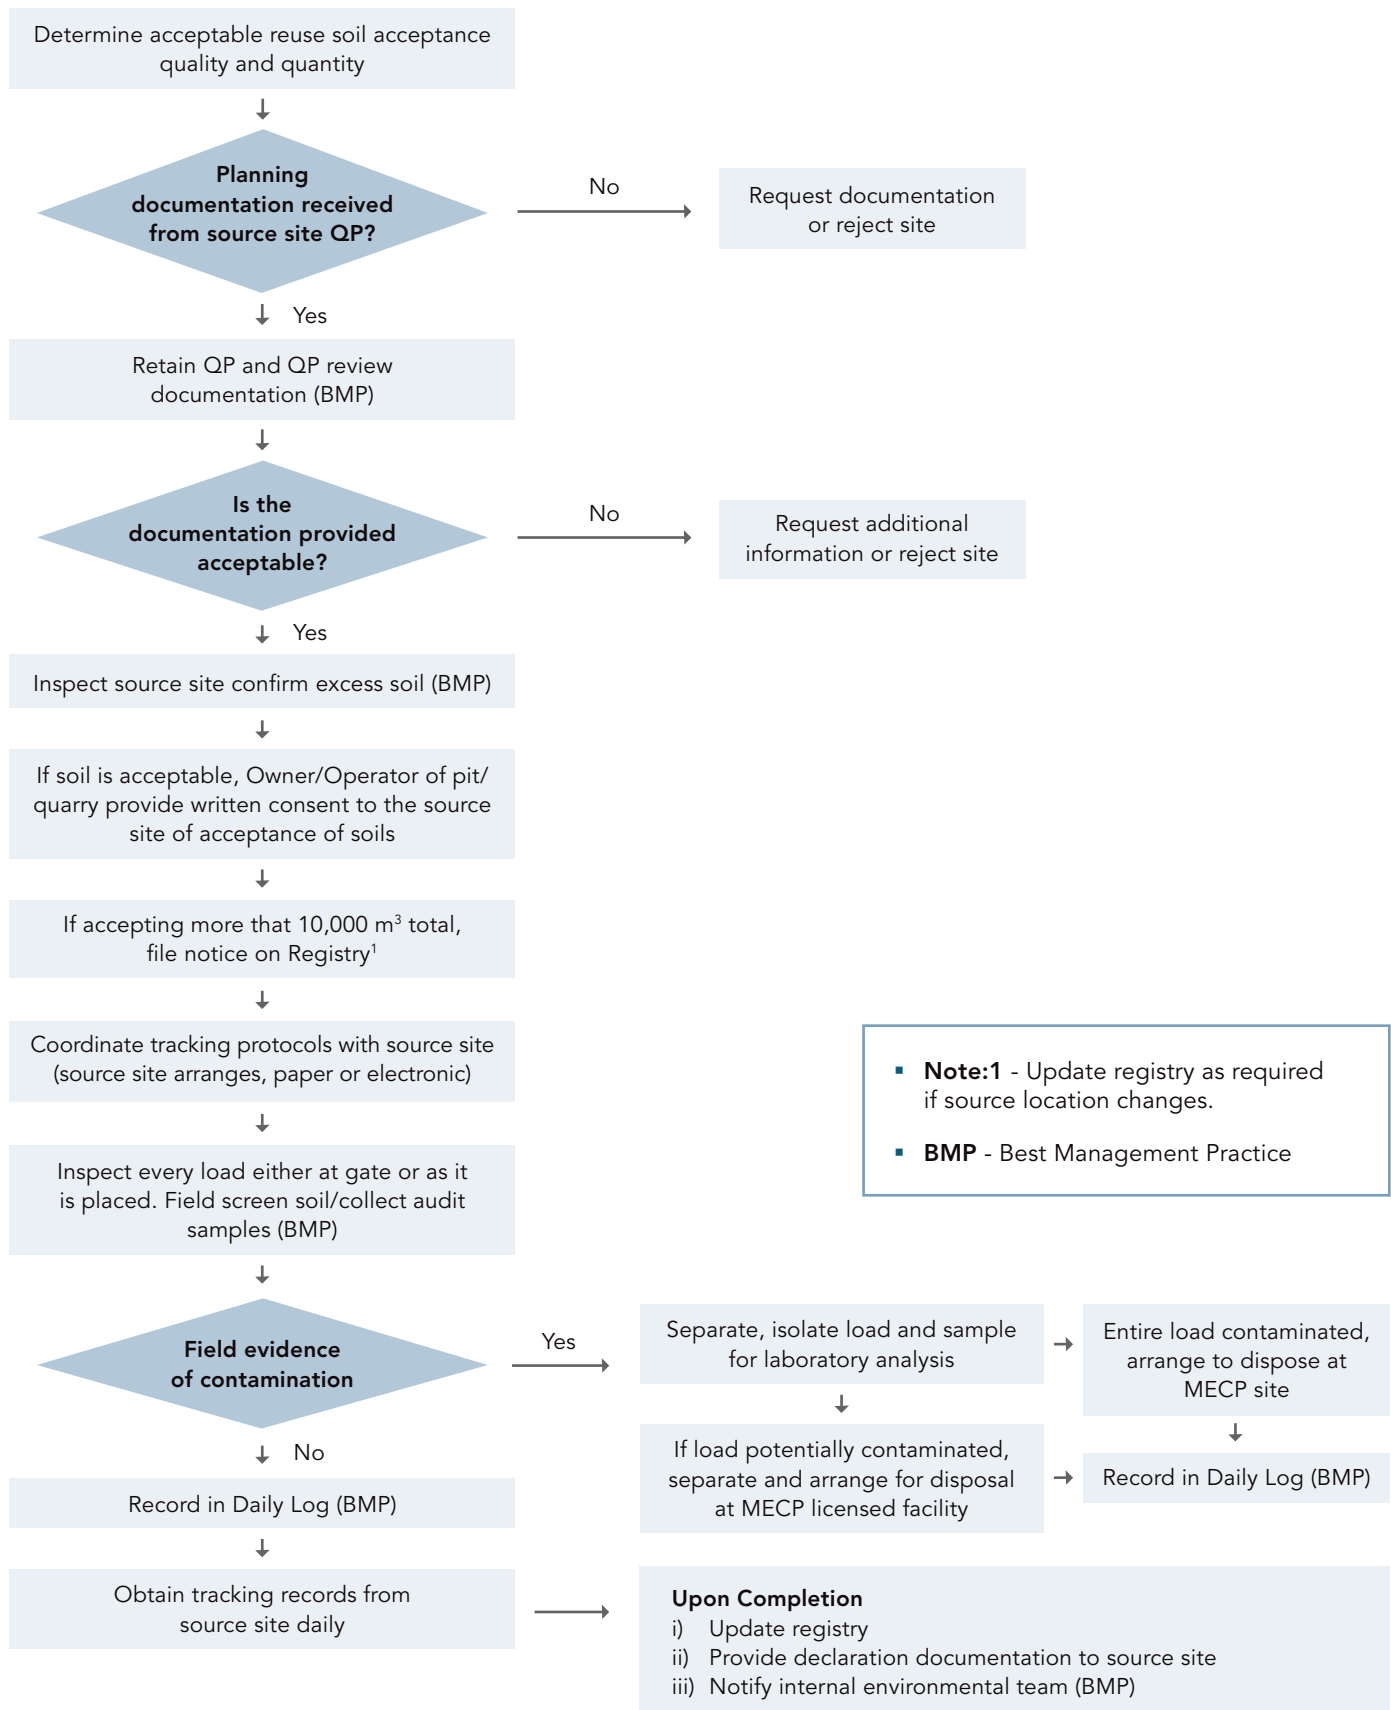 Determine acceptable reuse soil acceptance
quality and quantity
Planning
documentation received
from source site QP?
No
Request documentation
or reject site
Yes
Retain QP and QP review
documentation (BMP)
Is the
documentation provided
acceptable?
No
Request additional
information or reject site
Yes
Inspect source site confirm excess soil (BMP)
If soil is acceptable, Owner/Operator of pit/
quarry provide written consent to the source
site of acceptance of soils
If accepting more that 10,000 m³ total,
file notice on Registry¹
Coordinate tracking protocols with source site
(source site arranges, paper or electronic)
▪ Note:1 - Update registry as required
if source location changes.
▪ BMP - Best Management Practice
Inspect every load either at gate or as it
is placed. Field screen soil/collect audit
samples (BMP)
Field evidence
of contamination
Yes
Separate, isolate load and sample
for laboratory analysis
Entire load contaminated,
arrange to dispose at
MECP site
If load potentially contaminated,
separate and arrange for disposal
at MECP licensed facility
Record in Daily Log (BMP)
No
Record in Daily Log (BMP)
Obtain tracking records from
source site daily
Upon Completion
i) Update registry
ii) Provide declaration documentation to source site
iii) Notify internal environmental team (BMP)